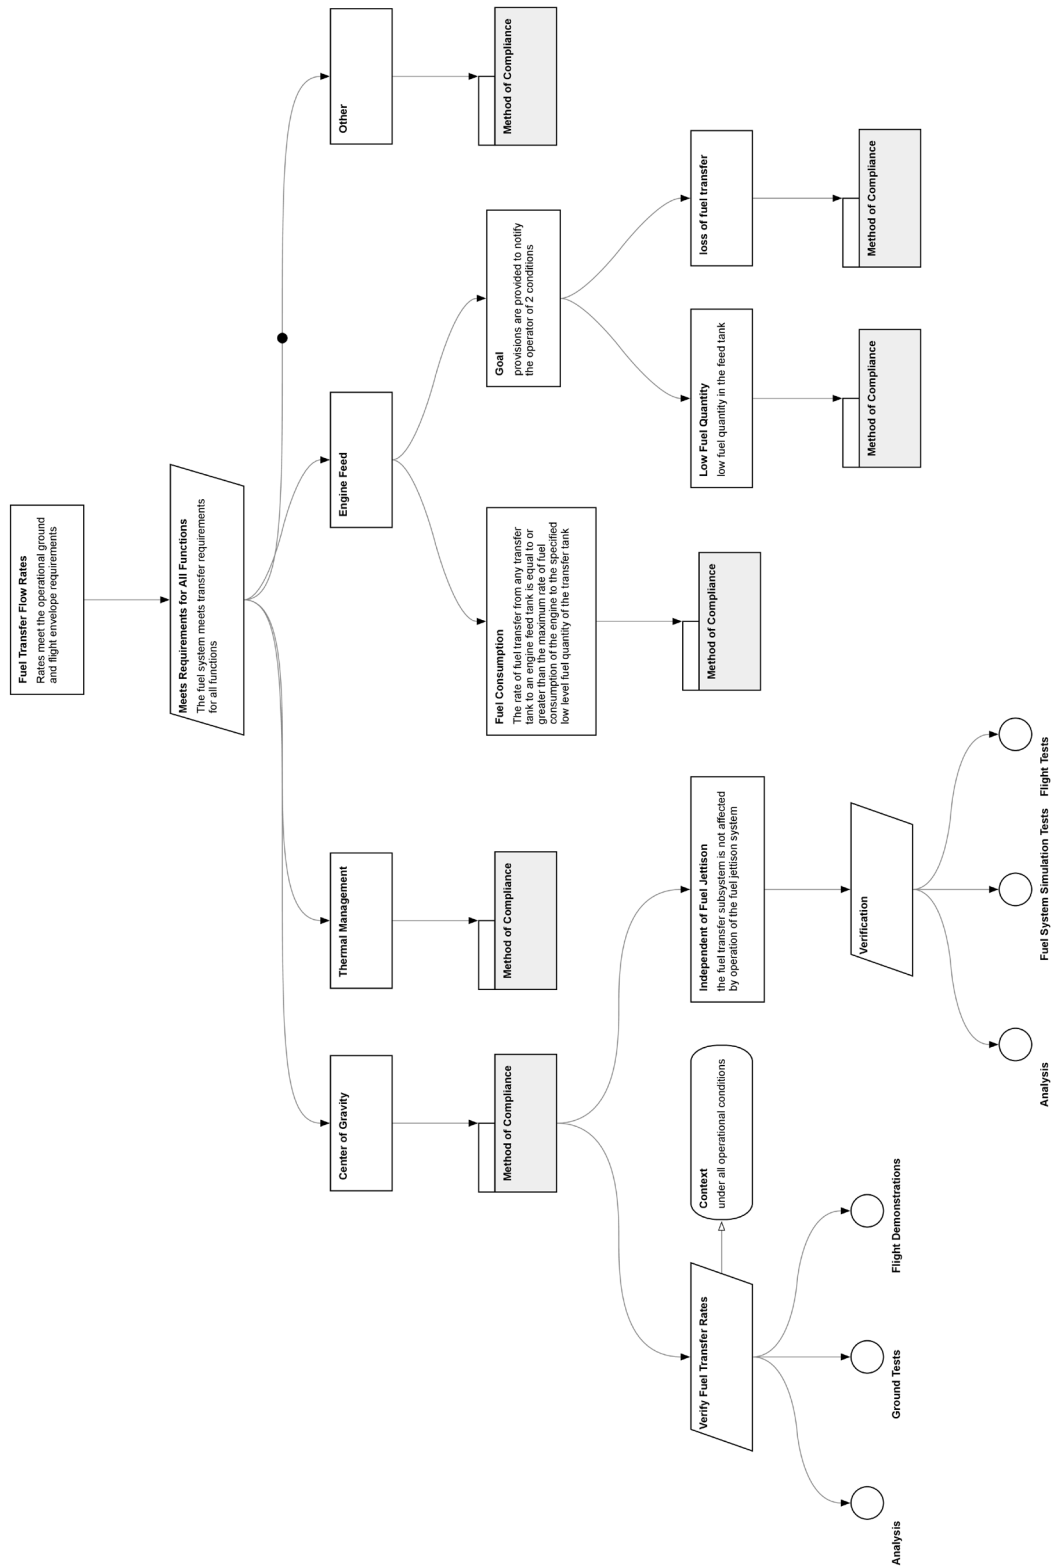 Fuel Transfer Flow Rates
Rates meet the operational ground
and flight envelope requirements
Meets Requirements for All Functions
The fuel system meets transfer requirements
for all functions
Center of Gravity
Thermal Management
Engine Feed
Other
Method of Compliance
Method of Compliance
Fuel Consumption
The rate of fuel transfer from any transfer
tank to an engine feed tank is equal to or
greater than the maximum rate of fuel
consumption of the engine to the specified
low level fuel quantity of the transfer tank
Goal
provisions are provided to notify
the operator of 2 conditions
Method of Compliance
Verify Fuel Transfer Rates
Context
under all operational conditions
Independent of Fuel Jettison
the fuel transfer subsystem is not affected
by operation of the fuel jettison system
Method of Compliance
Low Fuel Quantity
low fuel quantity in the feed tank
loss of fuel transfer
Analysis
Ground Tests
Flight Demonstrations
Verification
Method of Compliance
Method of Compliance
Analysis
Fuel System Simulation Tests
Flight Tests